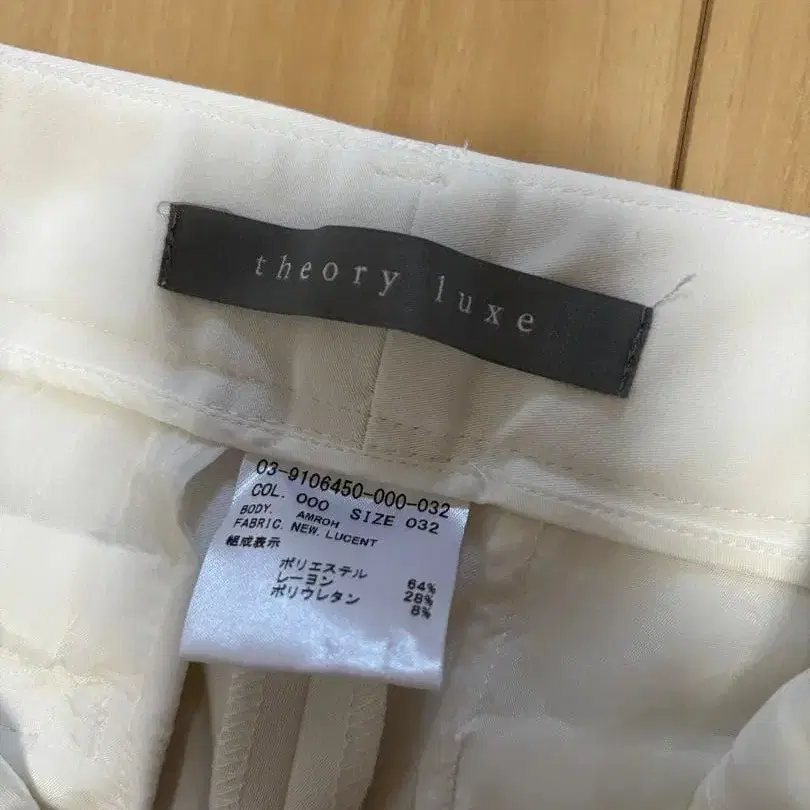 theory luxe
03-9106450-000-032
COL. 000 SIZE 032
BODY. AMROH
FABRIC. NEW. LUCENT
組成表示
ポリエステル 64%
レーヨン 28%
ポリウレタン 8%